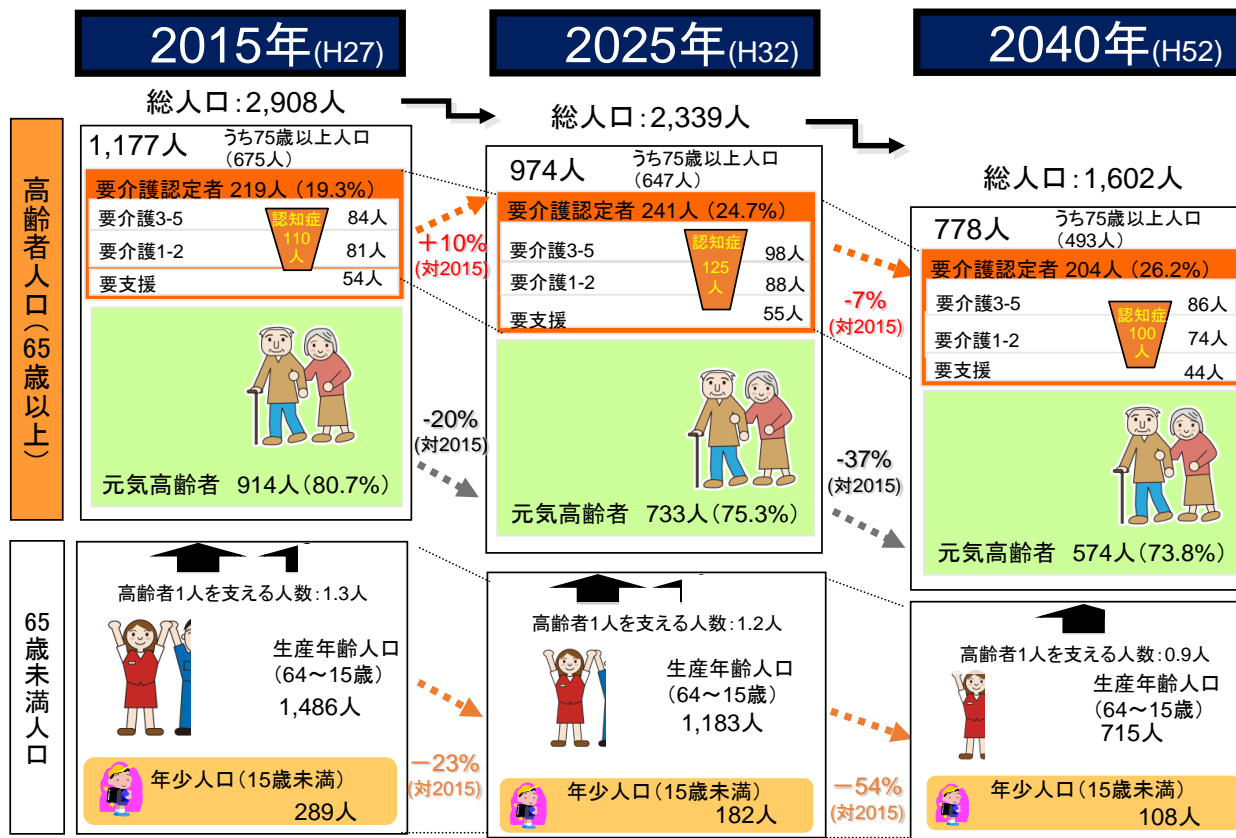 2015年(H27)
2025年(H32)
2040年(H52)
高齢者人口(65歳以上)
65歳未満人口
総人口:2,908人
1,177人
うち75歳以上人口
(675人)
要介護認定者 219人 (19.3%)
要介護3-5
84人
要介護1-2
81人
要支援
54人
認知症
110
人
元気高齢者 914人(80.7%)
高齢者1人を支える人数:1.3人
生産年齢人口
(64~15歳)
1,486人
年少人口(15歳未満)
289人
+10%
(対2015)
-20%
(対2015)
-23%
(対2015)
総人口:2,339人
974人
うち75歳以上人口
(647人)
要介護認定者 241人 (24.7%)
要介護3-5
98人
要介護1-2
88人
要支援
55人
認知症
125
人
元気高齢者 733人(75.3%)
高齢者1人を支える人数:1.2人
生産年齢人口
(64~15歳)
1,183人
年少人口(15歳未満)
182人
-7%
(対2015)
-37%
(対2015)
-54%
(対2015)
総人口:1,602人
778人
うち75歳以上人口
(493人)
要介護認定者 204人 (26.2%)
要介護3-5
86人
要介護1-2
74人
要支援
44人
認知症
100
人
元気高齢者 574人(73.8%)
高齢者1人を支える人数:0.9人
生産年齢人口
(64~15歳)
715人
年少人口(15歳未満)
108人